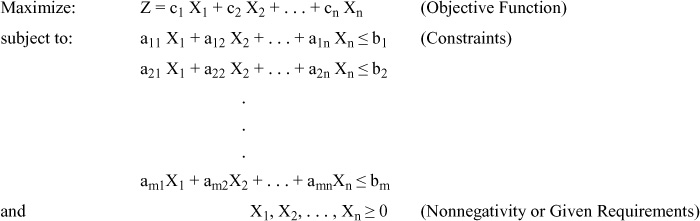 Maximize: Z = c₁ X₁ + c₂ X₂ + . . . + cₙ Xₙ (Objective Function)
subject to: a₁₁ X₁ + a₁₂ X₂ + . . . + a₁ₙ Xₙ ≤ b₁ (Constraints)
a₂₁ X₁ + a₂₂ X₂ + . . . + a₂ₙ Xₙ ≤ b₂
.
.
.
aₘ₁X₁ + aₘ₂X₂ + . . . + aₘₙXₙ ≤ bₘ
and X₁, X₂, . . . , Xₙ ≥ 0 (Nonnegativity or Given Requirements)